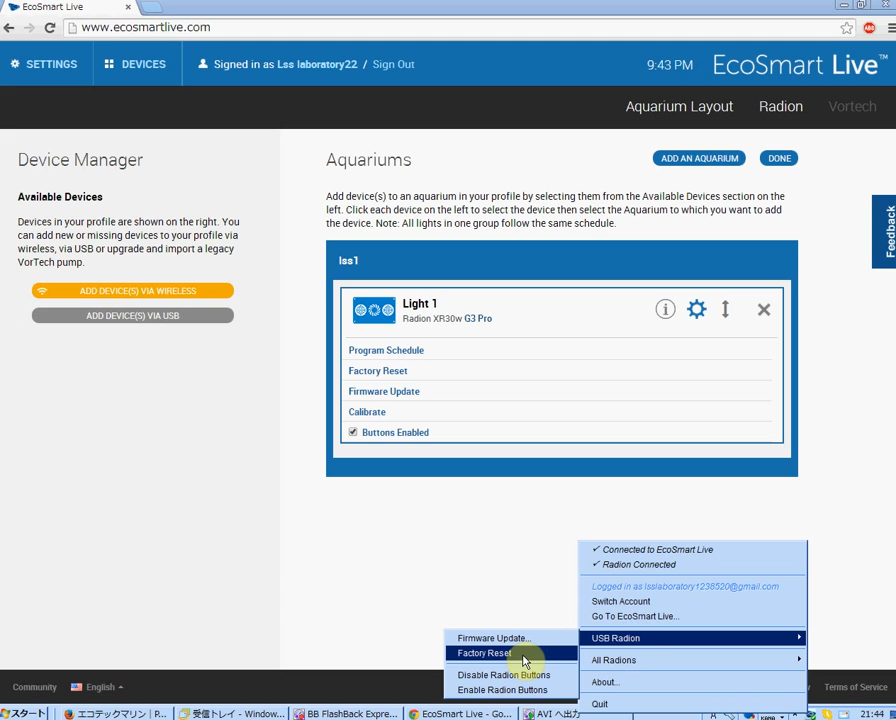 EcoSmart Live
www.ecosmartlive.com
ABP
SETTINGS
DEVICES
Signed in as Lss laboratory22 / Sign Out
9:43 PM
EcoSmart Live™
Aquarium Layout
Radion
Vortech
Device Manager
Available Devices
Devices in your profile are shown on the right. You
can add new or missing devices to your profile via
wireless, via USB or upgrade and import a legacy
VorTech pump.
ADD DEVICE(S) VIA WIRELESS
ADD DEVICE(S) VIA USB
Aquariums
ADD AN AQUARIUM
DONE
Add device(s) to an aquarium in your profile by selecting them from the Available Devices section on the
left. Click each device on the left to select the device then select the Aquarium to which you want to add
the device. Note: All lights in one group follow the same schedule.
Feedback
lss1
Light 1
Radion XR30w G3 Pro
Program Schedule
Factory Reset
Firmware Update
Calibrate
Buttons Enabled
✓ Connected to EcoSmart Live
✓ Radion Connected
Logged in as lsslaboratory1238520@gmail.com
Switch Account
Go To EcoSmart Live...
USB Radion
All Radions
About...
Quit
Firmware Update...
Factory Reset
Disable Radion Buttons
Enable Radion Buttons
Community
English
Terms of Service
スタート
エコテックマリン | P...
受信トレイ - Window...
BB FlashBack Expre...
EcoSmart Live - Go...
AVI へ出力
21:44